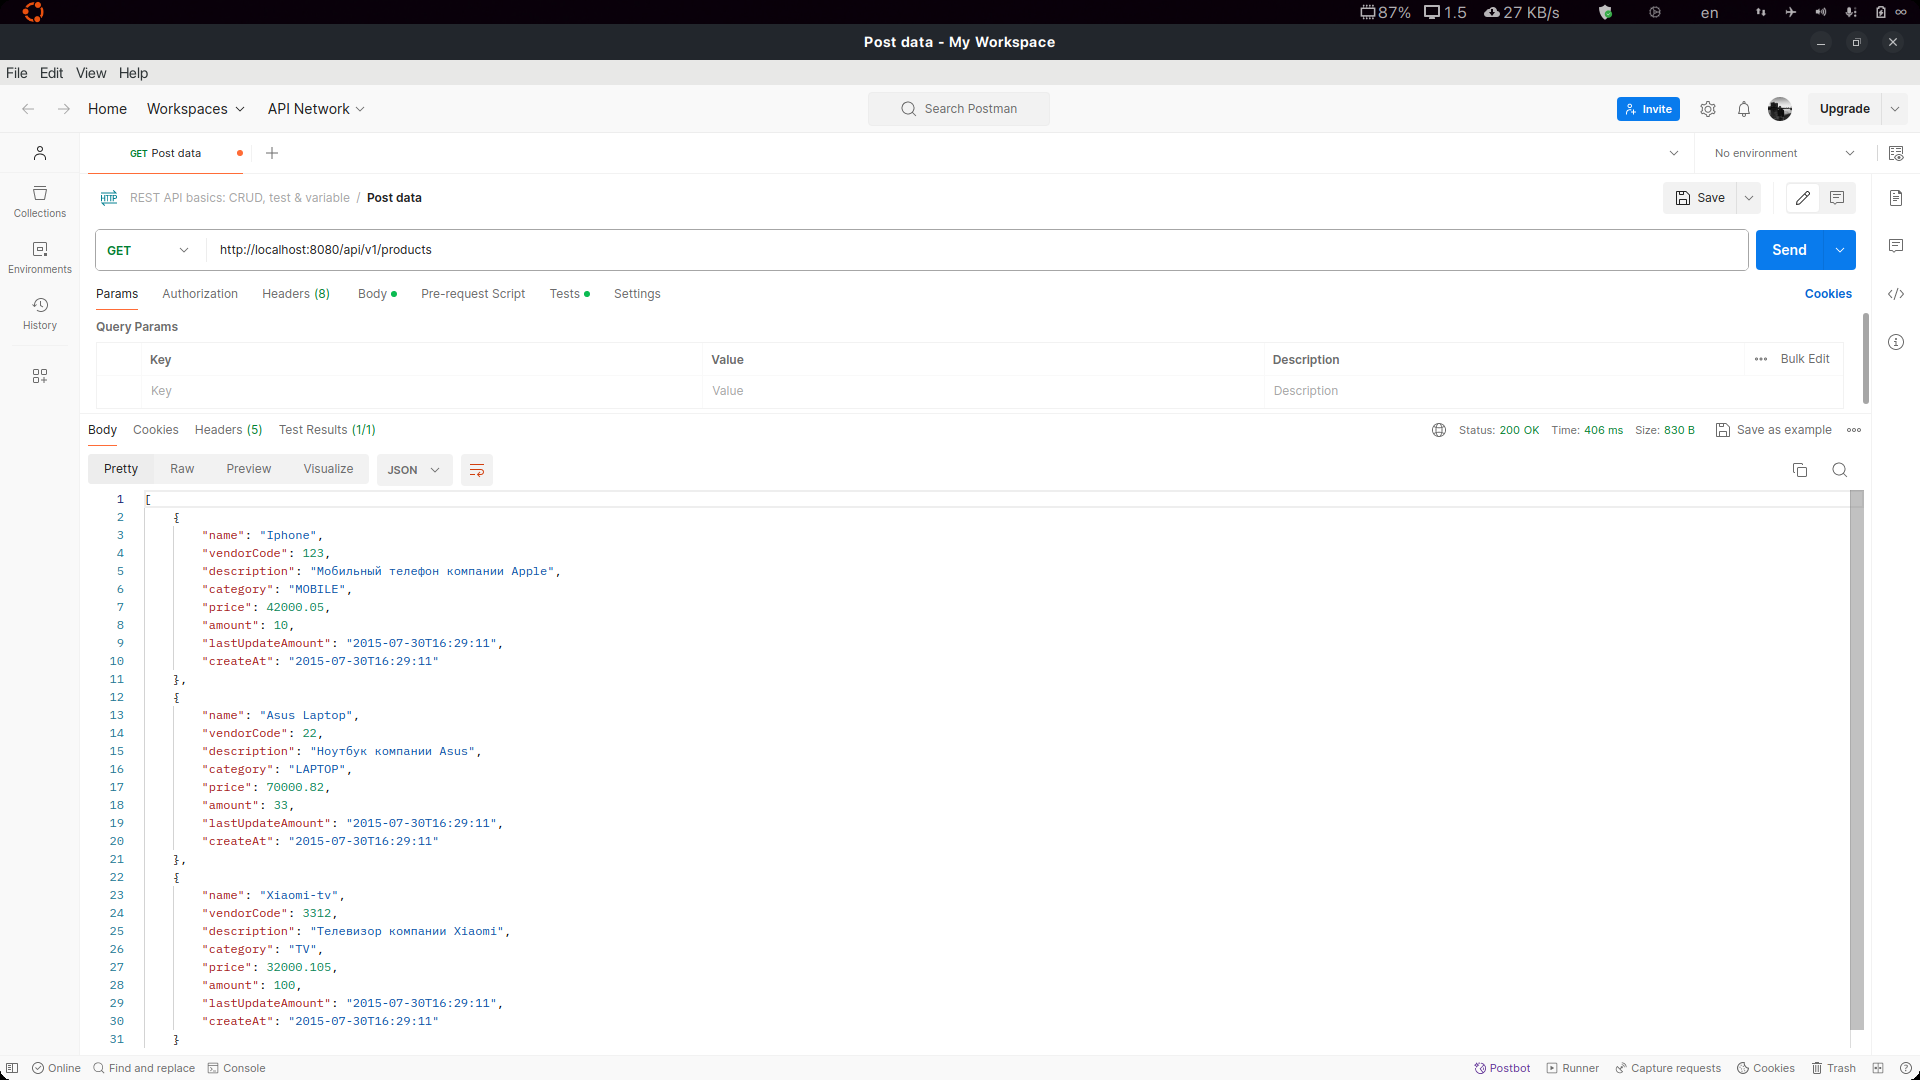 87% 1.5 27 KB/s en
Post data - My Workspace
File Edit View Help
Home Workspaces API Network Search Postman Invite Upgrade
GET Post data No environment
HTTP REST API basics: CRUD, test & variable / Post data Save
GET http://localhost:8080/api/v1/products Send
Params Authorization Headers (8) Body Pre-request Script Tests Settings Cookies
Query Params
Key Value Description Bulk Edit
Key Value Description
Collections
Environments
History
Body Cookies Headers (5) Test Results (1/1) Status: 200 OK Time: 406 ms Size: 830 B Save as example
Pretty Raw Preview Visualize JSON
1 [
2 {
3 "name": "Iphone",
4 "vendorCode": 123,
5 "description": "Мобильный телефон компании Apple",
6 "category": "MOBILE",
7 "price": 42000.05,
8 "amount": 10,
9 "lastUpdateAmount": "2015-07-30T16:29:11",
10 "createAt": "2015-07-30T16:29:11"
11 },
12 {
13 "name": "Asus Laptop",
14 "vendorCode": 22,
15 "description": "Ноутбук компании Asus",
16 "category": "LAPTOP",
17 "price": 70000.82,
18 "amount": 33,
19 "lastUpdateAmount": "2015-07-30T16:29:11",
20 "createAt": "2015-07-30T16:29:11"
21 },
22 {
23 "name": "Xiaomi-tv",
24 "vendorCode": 3312,
25 "description": "Телевизор компании Xiaomi",
26 "category": "TV",
27 "price": 32000.105,
28 "amount": 100,
29 "lastUpdateAmount": "2015-07-30T16:29:11",
30 "createAt": "2015-07-30T16:29:11"
31 }
Online Find and replace Console Postbot Runner Capture requests Cookies Trash